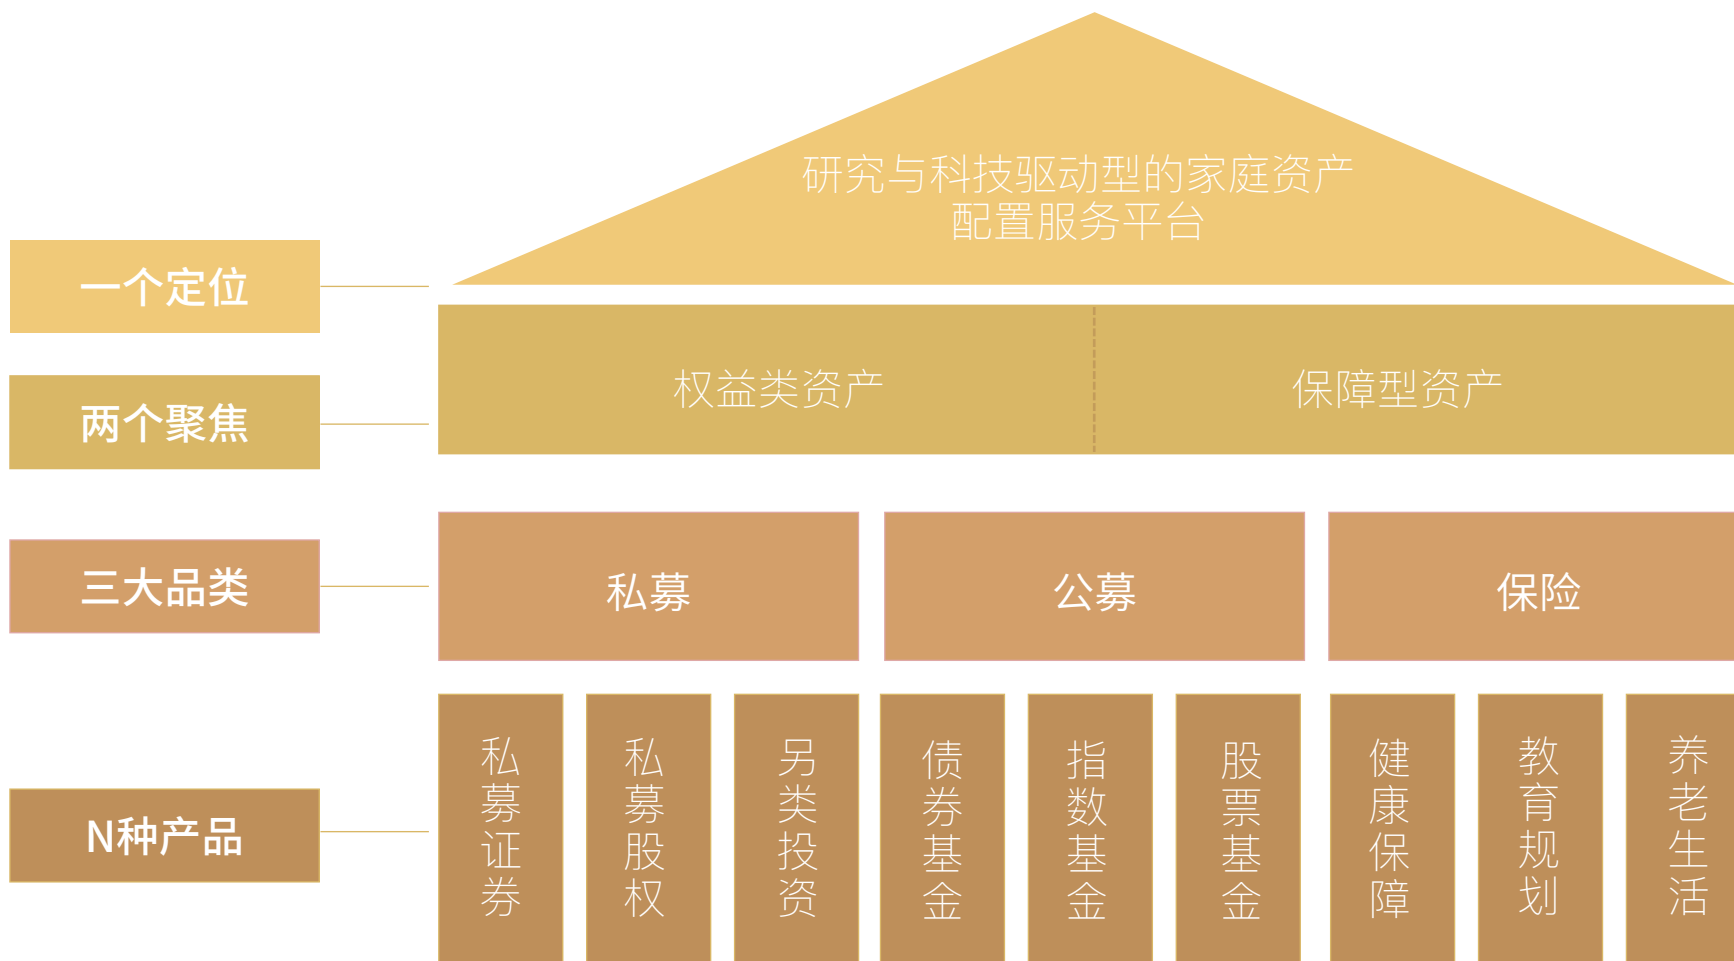 研究与科技驱动型的家庭资产
配置服务平台
一个定位
权益类资产
保障型资产
两个聚焦
三大品类
私募
公募
保险
N种产品
私募证券
私募股权
另类投资
债券基金
指数基金
股票基金
健康保障
教育规划
养老生活